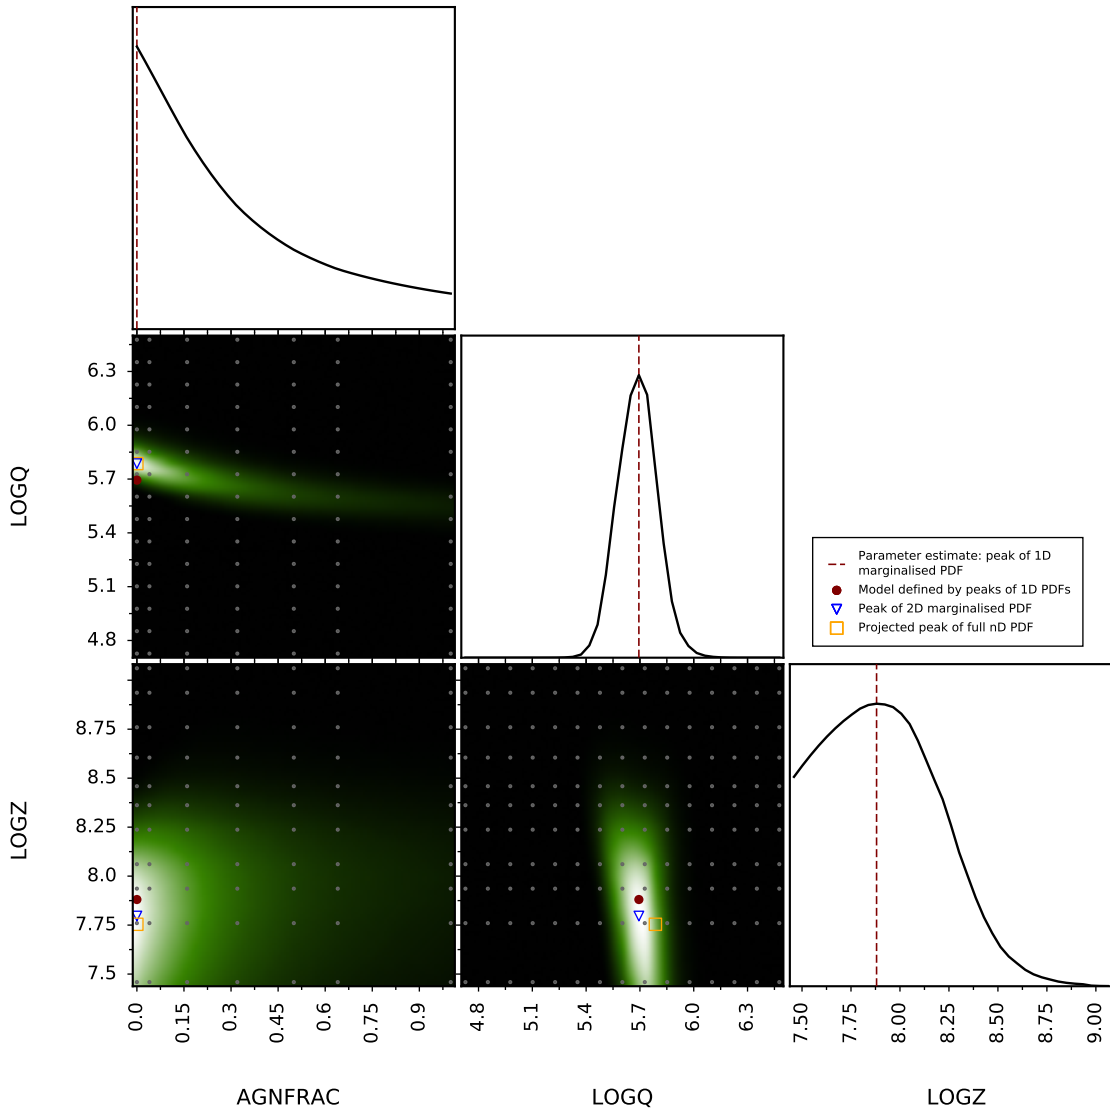 6.3
6.0
5.7
5.4
5.1
4.8
LOGQ
Parameter estimate: peak of 1D
marginalised PDF
Model defined by peaks of 1D PDFs
Peak of 2D marginalised PDF
Projected peak of full nD PDF
8.75
8.5
8.25
8.0
7.75
7.5
LOGZ
0.0 0.15 0.3 0.45 0.6 0.75 0.9
4.8 5.1 5.4 5.7 6.0 6.3
7.50 7.75 8.00 8.25 8.50 8.75 9.00
AGNFRAC LOGQ LOGZ